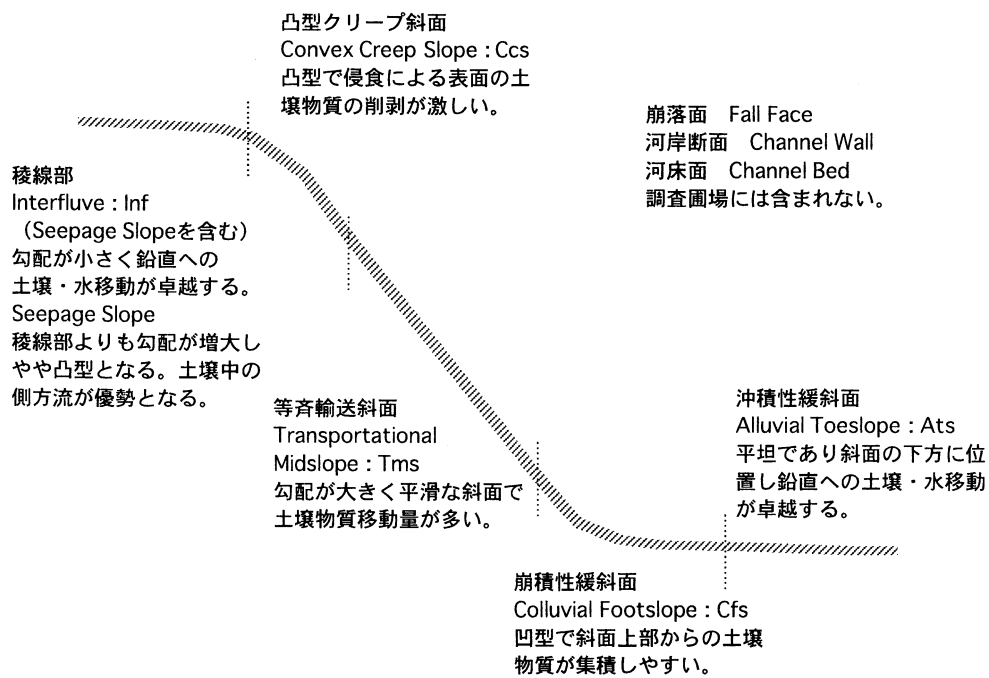 凸型クリープ斜面
Convex Creep Slope : Ccs
凸型で侵食による表面の土
壌物質の削剥が激しい。
崩落面 Fall Face
河岸断面 Channel Wall
河床面 Channel Bed
調査圃場には含まれない。
稜線部
Interfluve : Inf
（Seepage Slopeを含む）
勾配が小さく鉛直への
土壌・水移動が卓越する。
Seepage Slope
稜線部よりも勾配が増大し
やや凸型となる。土壌中の
側方流が優勢となる。
等斉輸送斜面
Transportational
Midslope : Tms
勾配が大きく平滑な斜面で
土壌物質移動量が多い。
沖積性緩斜面
Alluvial Toeslope : Ats
平坦であり斜面の下方に位
置し鉛直への土壌・水移動
が卓越する。
崩積性緩斜面
Colluvial Footslope : Cfs
凹型で斜面上部からの土壌
物質が集積しやすい。